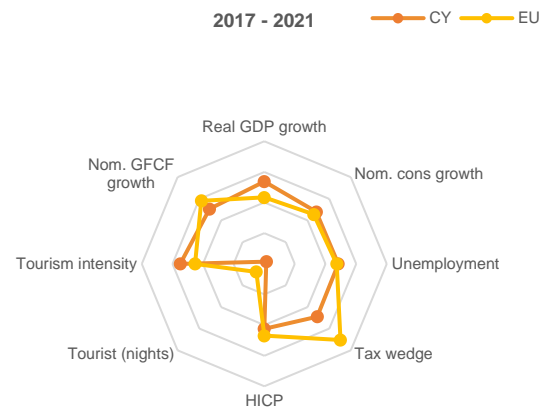 2017 - 2021
CY
EU
Real GDP growth
Nom. GFCF
growth
Nom. cons growth
Tourism intensity
Unemployment
Tourist (nights)
Tax wedge
HICP